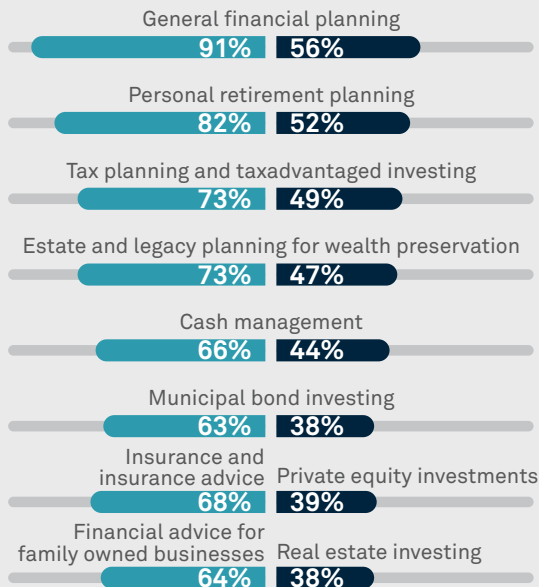 General financial planning
91% 56%
Personal retirement planning
82% 52%
Tax planning and taxadvantaged investing
73% 49%
Estate and legacy planning for wealth preservation
73% 47%
Cash management
66% 44%
Municipal bond investing
63% 38%
Insurance and
insurance advice Private equity investments
68% 39%
Financial advice for
family owned businesses Real estate investing
64% 38%